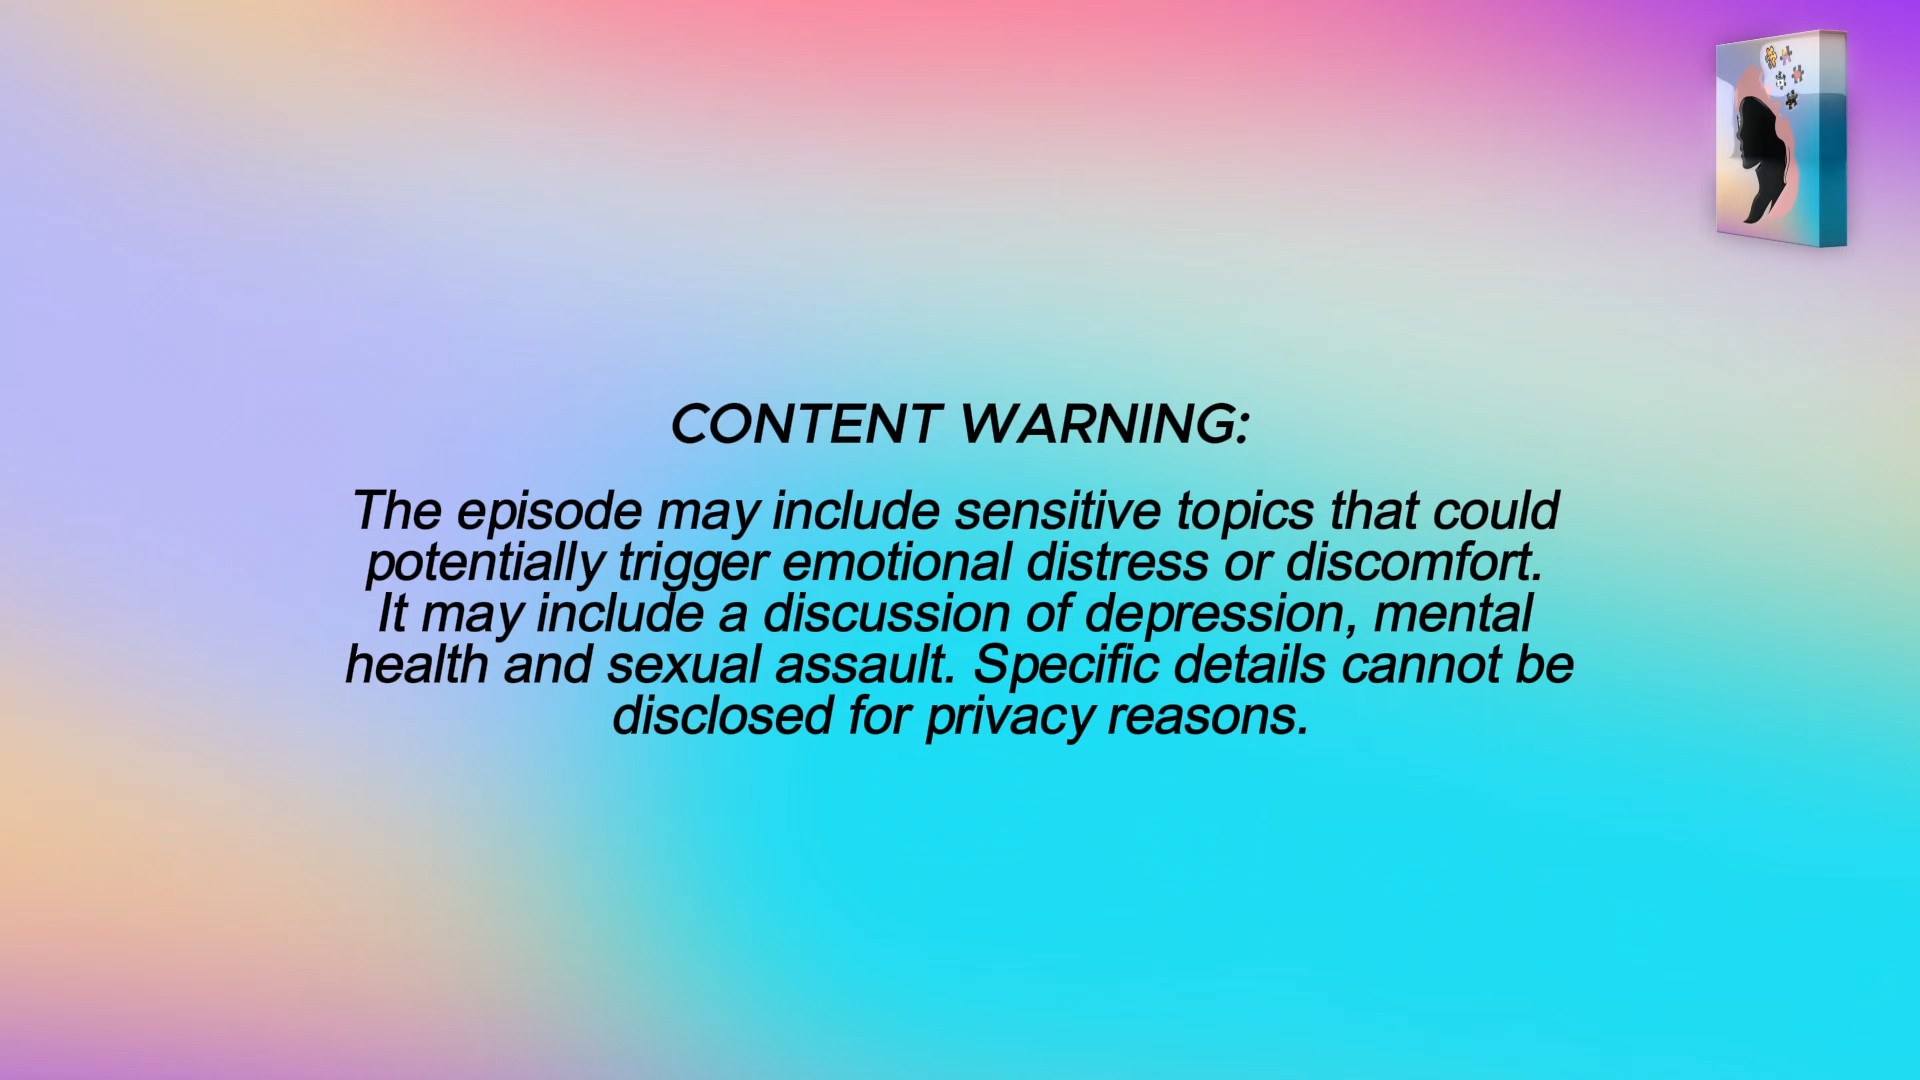 CONTENT WARNING:
The episode may include sensitive topics that could
potentially trigger emotional distress or discomfort.
It may include a discussion of depression, mental
health and sexual assault. Specific details cannot be
disclosed for privacy reasons.